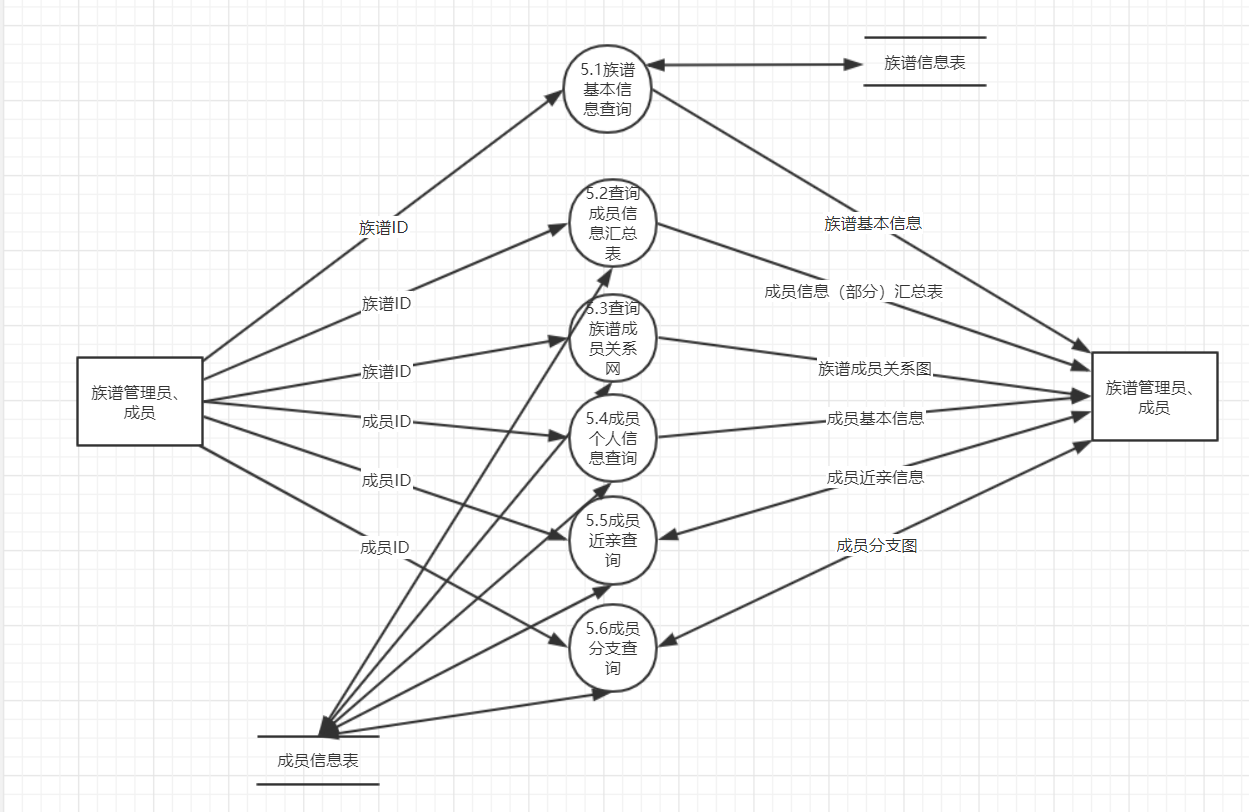 5.1族谱
基本信
息查询
族谱信息表
5.2查询
成员信
息汇总
表
族谱ID
族谱基本信息
族谱ID
成员信息（部分）汇总表
5.3查询
族谱成
员关系
网
族谱ID
族谱成员关系图
族谱管理员、
成员
族谱管理员、
成员
成员ID
成员基本信息
5.4成员
个人信
息查询
成员ID
成员近亲信息
5.5成员
近亲查
询
成员ID
成员分支图
5.6成员
分支查
询
成员信息表